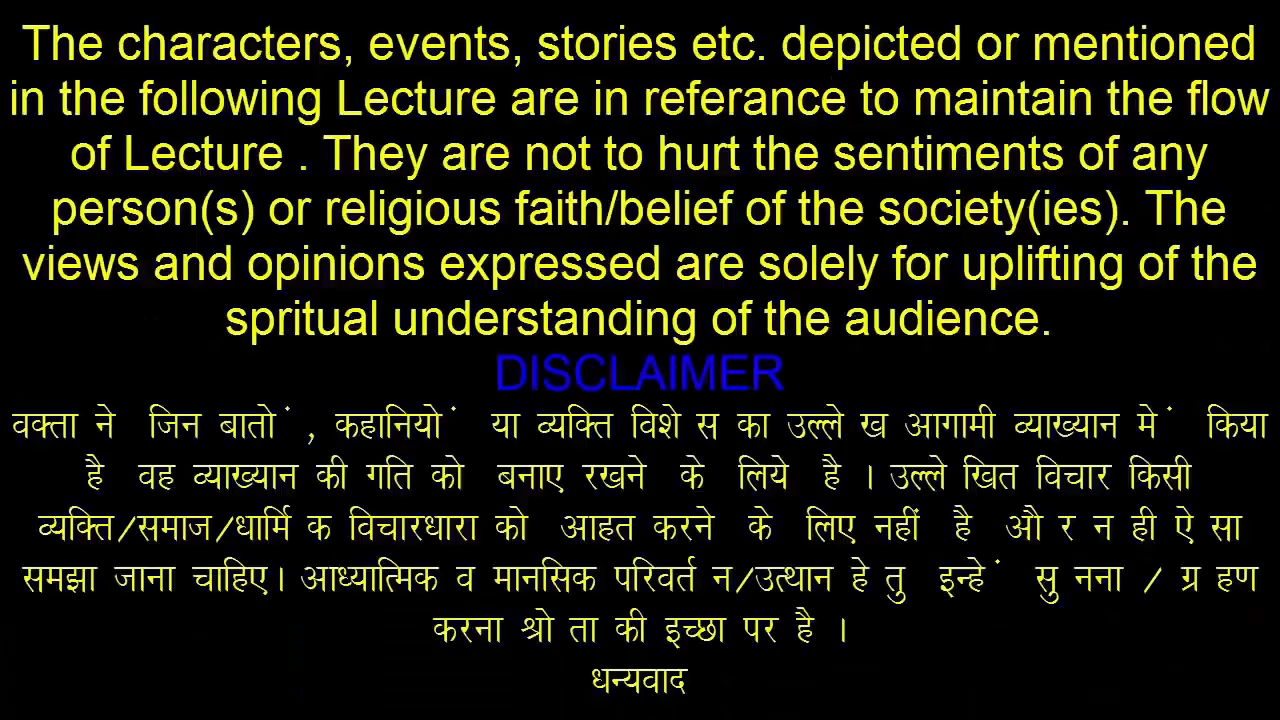 The characters, events, stories etc. depicted or mentioned
in the following Lecture are in referance to maintain the flow
of Lecture . They are not to hurt the sentiments of any
person(s) or religious faith/belief of the society(ies). The
views and opinions expressed are solely for uplifting of the
spritual understanding of the audience.
DISCLAIMER
वक्ता ने जिन बातों , कहानियों या व्यक्ति विशेस का उल्लेख आगामी व्याख्यान में किया
है वह व्याख्यान की गति को बनाए रखने के लिये है । उल्लेखित विचार किसी
व्यक्ति/समाज/धार्मिक विचारधारा को आहत करने के लिए नहीं है और न ही ऐसा
समझा जाना चाहिए। आध्यात्मिक व मानसिक परिवर्तन/उत्थान हेतु इन्हें सुनना / ग्रहण
करना श्रोता की इच्छा पर है ।
धन्यवाद